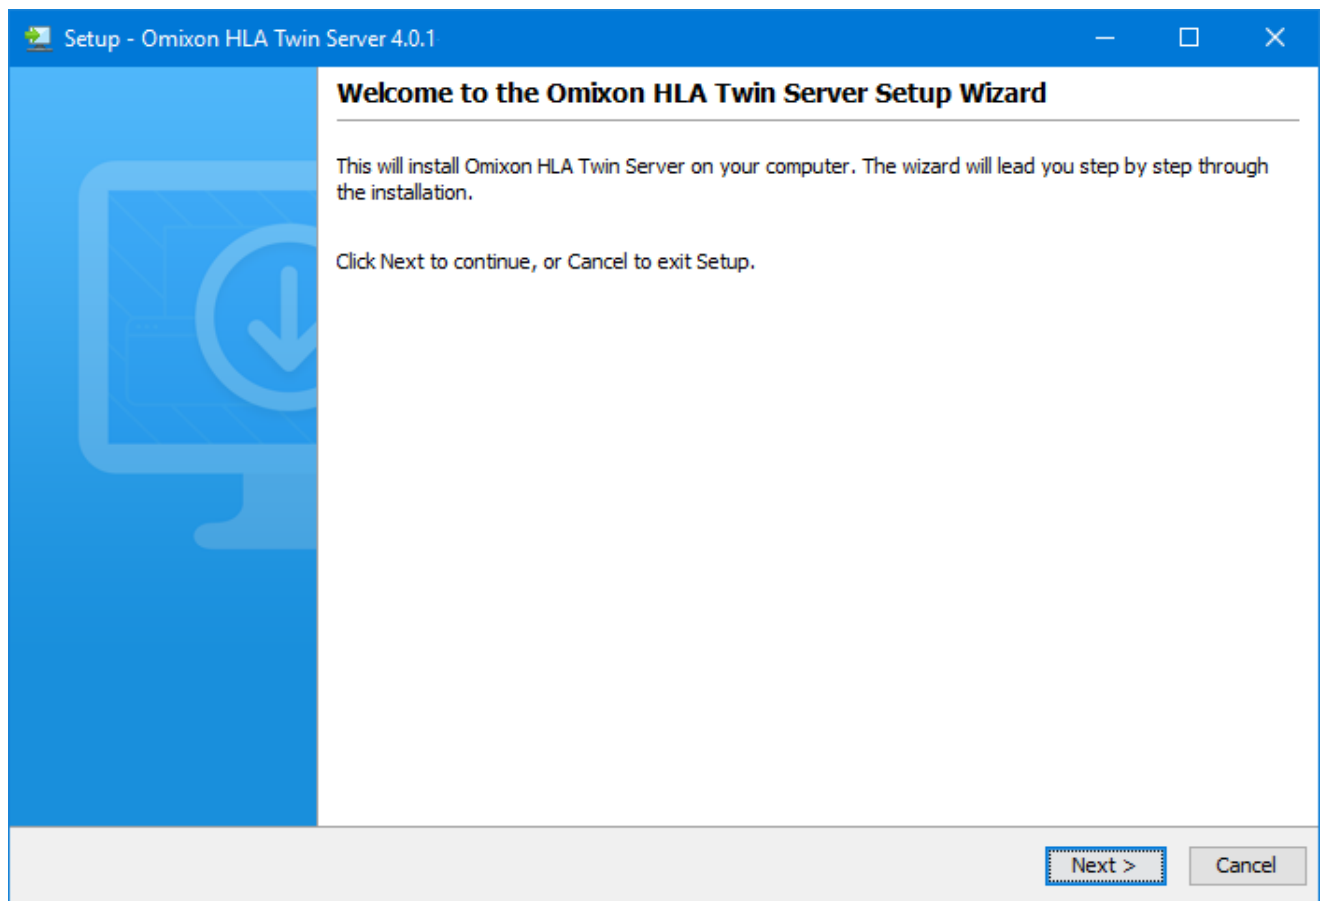 Setup - Omixon HLA Twin Server 4.0.1
Welcome to the Omixon HLA Twin Server Setup Wizard
This will install Omixon HLA Twin Server on your computer. The wizard will lead you step by step through
the installation.
Click Next to continue, or Cancel to exit Setup.
Next >
Cancel